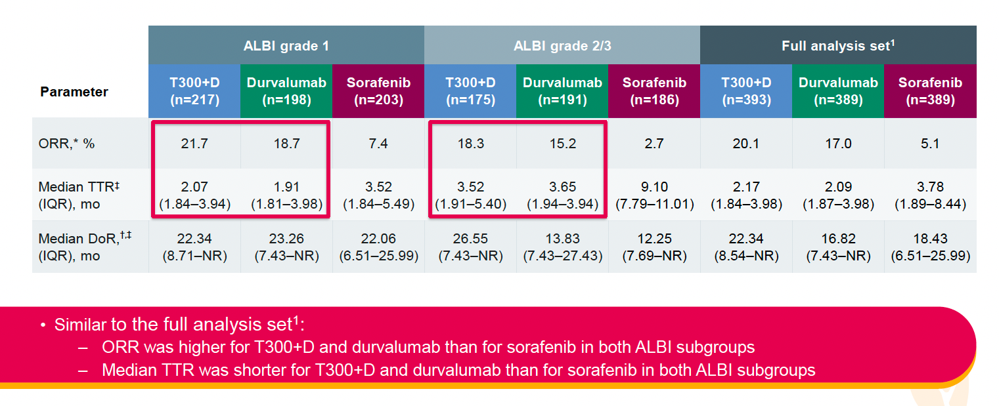 ALBI grade 1 ALBI grade 2/3 Full analysis set¹
Parameter T300+D (n=217) Durvalumab (n=198) Sorafenib (n=203) T300+D (n=175) Durvalumab (n=191) Sorafenib (n=186) T300+D (n=393) Durvalumab (n=389) Sorafenib (n=389)
ORR,* % 21.7 18.7 7.4 18.3 15.2 2.7 20.1 17.0 5.1
Median TTR‡ 2.07 1.91 3.52 3.52 3.65 9.10 2.17 2.09 3.78
(IQR), mo (1.84–3.94) (1.81–3.98) (1.84–5.49) (1.91–5.40) (1.94–3.94) (7.79–11.01) (1.84–3.98) (1.87–3.98) (1.89–8.44)
Median DoR,†,‡ 22.34 23.26 22.06 26.55 13.83 12.25 22.34 16.82 18.43
(IQR), mo (8.71–NR) (7.43–NR) (6.51–25.99) (7.43–NR) (7.43–27.43) (7.69–NR) (8.54–NR) (7.43–NR) (6.51–25.99)
• Similar to the full analysis set¹:
– ORR was higher for T300+D and durvalumab than for sorafenib in both ALBI subgroups
– Median TTR was shorter for T300+D and durvalumab than for sorafenib in both ALBI subgroups